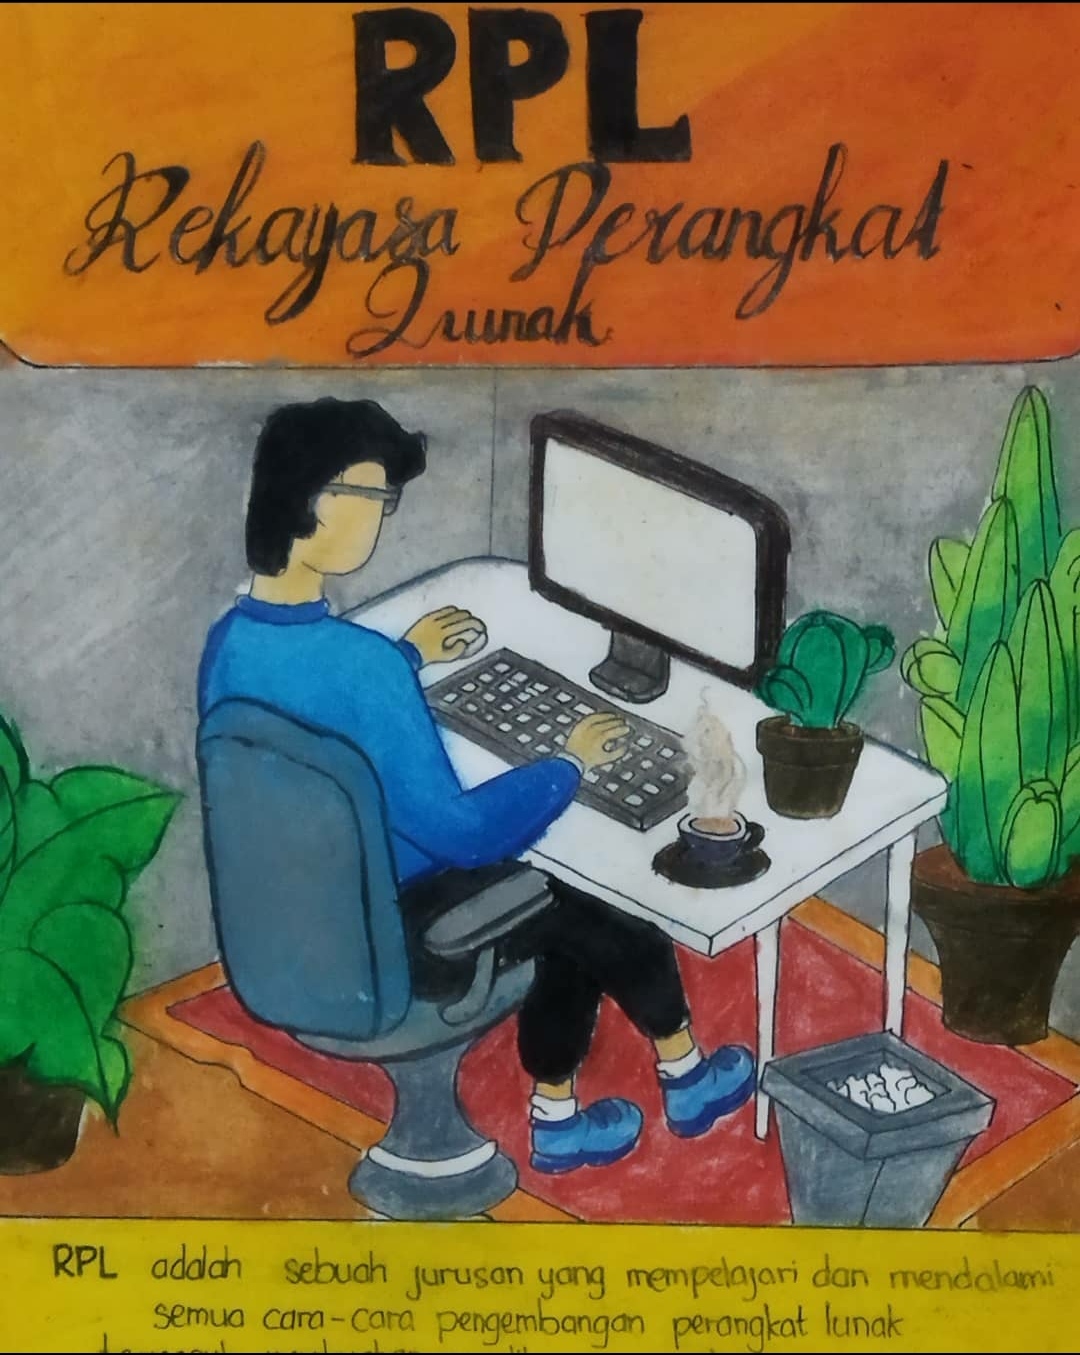 RPL
Rekayasa Perangkat
Lunak
RPL adalah sebuah jurusan yang mempelajari dan mendalami
semua cara-cara pengembangan perangkat lunak